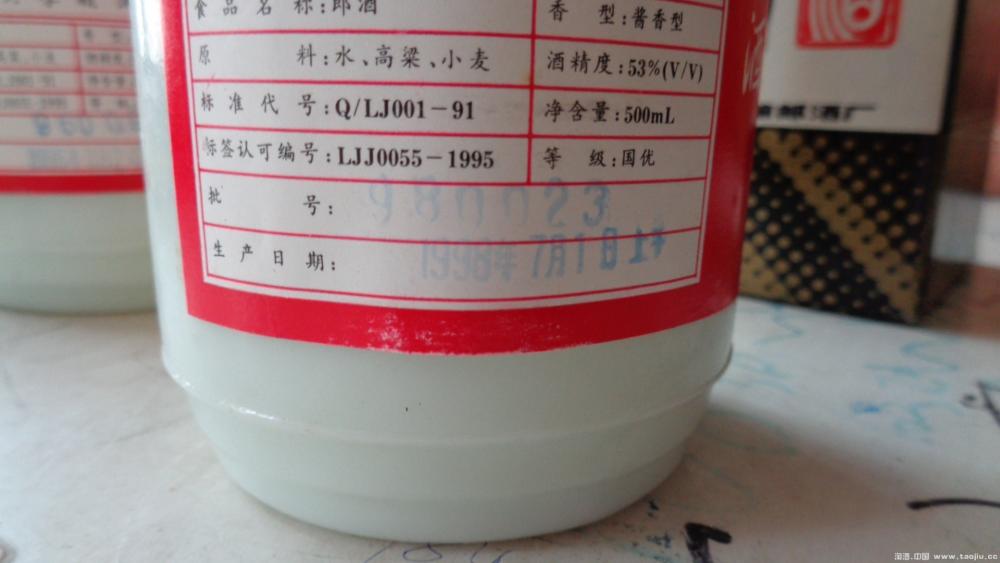 食品名称:郎酒 香型:酱香型
原料:水、高粱、小麦 酒精度:53%(V/V)
标准代号:Q/LJ001-91 净含量:500mL
标签认可编号:LJJ0055-1995 等级:国优
批号: 980023
生产日期: 1998年7月1日
酒
酒厂
淘酒.中国 www.taojiu.cc